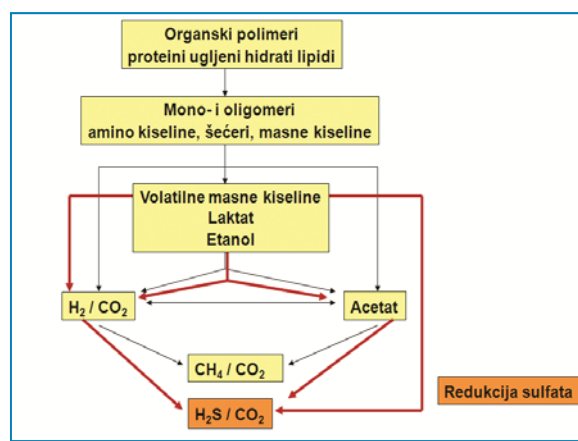 Organski polimeri
proteini ugljeni hidrati lipidi
Mono- i oligomeri
amino kiseline, šećeri, masne kiseline
Volatilne masne kiseline
Laktat
Etanol
H₂ / CO₂
Acetat
CH₄ / CO₂
Redukcija sulfata
H₂S / CO₂